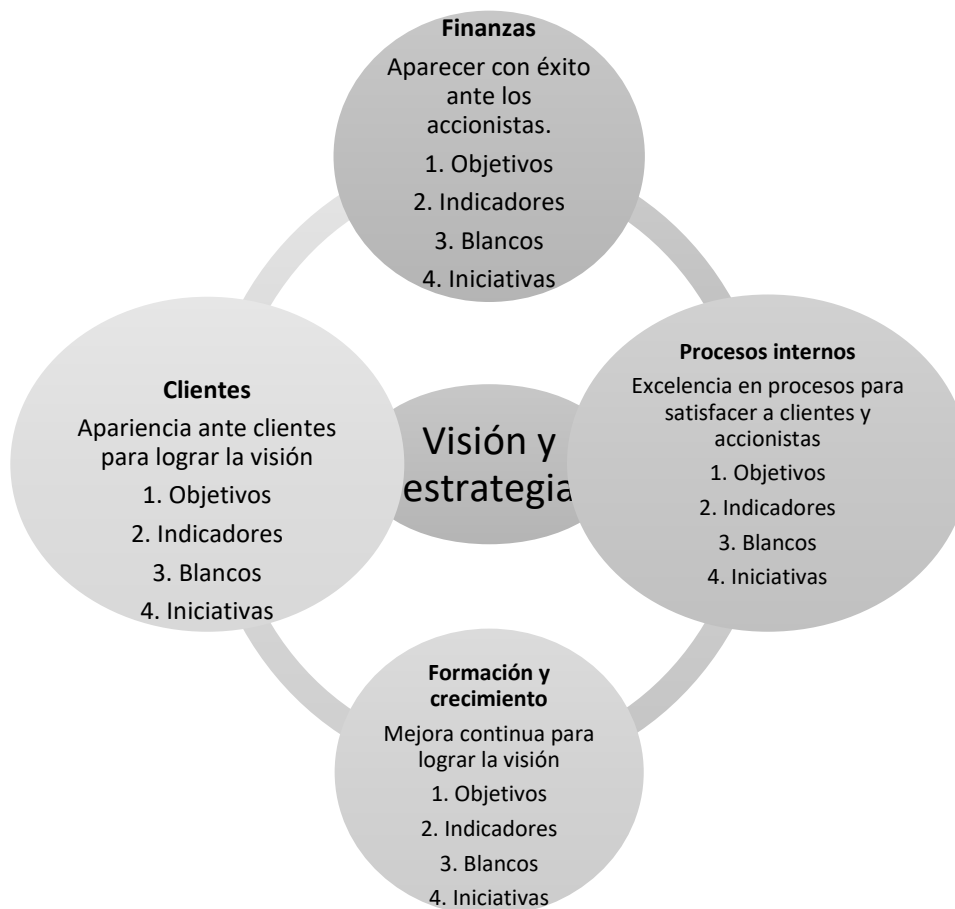 Finanzas
Aparecer con éxito
ante los
accionistas.
1. Objetivos
2. Indicadores
3. Blancos
4. Iniciativas
Clientes
Apariencia ante clientes
para lograr la visión
1. Objetivos
2. Indicadores
3. Blancos
4. Iniciativas
Visión y
estrategia
Procesos internos
Excelencia en procesos para
satisfacer a clientes y
accionistas
1. Objetivos
2. Indicadores
3. Blancos
4. Iniciativas
Formación y
crecimiento
Mejora continua para
lograr la visión
1. Objetivos
2. Indicadores
3. Blancos
4. Iniciativas